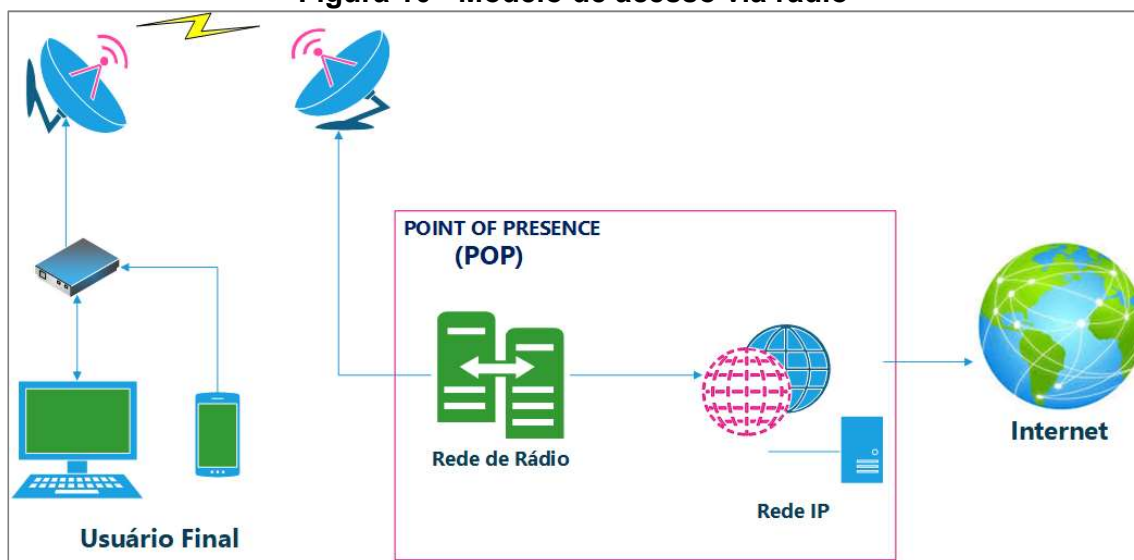 POINT OF PRESENCE
(POP)
Rede de Rádio
Rede IP
Internet
Usuário Final